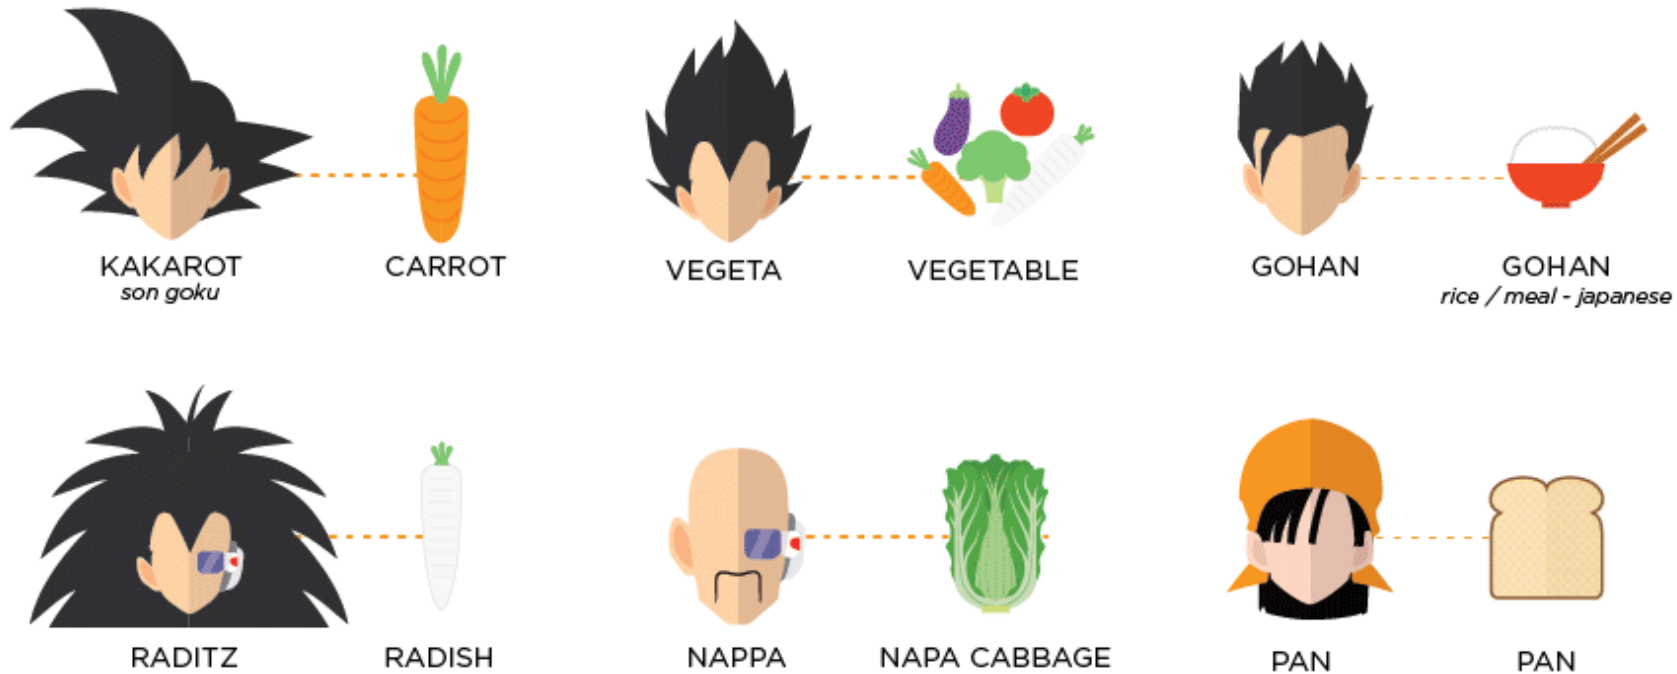 KAKAROT
son goku
CARROT
VEGETA
VEGETABLE
GOHAN
GOHAN
rice / meal - japanese
RADITZ
RADISH
NAPPA
NAPA CABBAGE
PAN
PAN